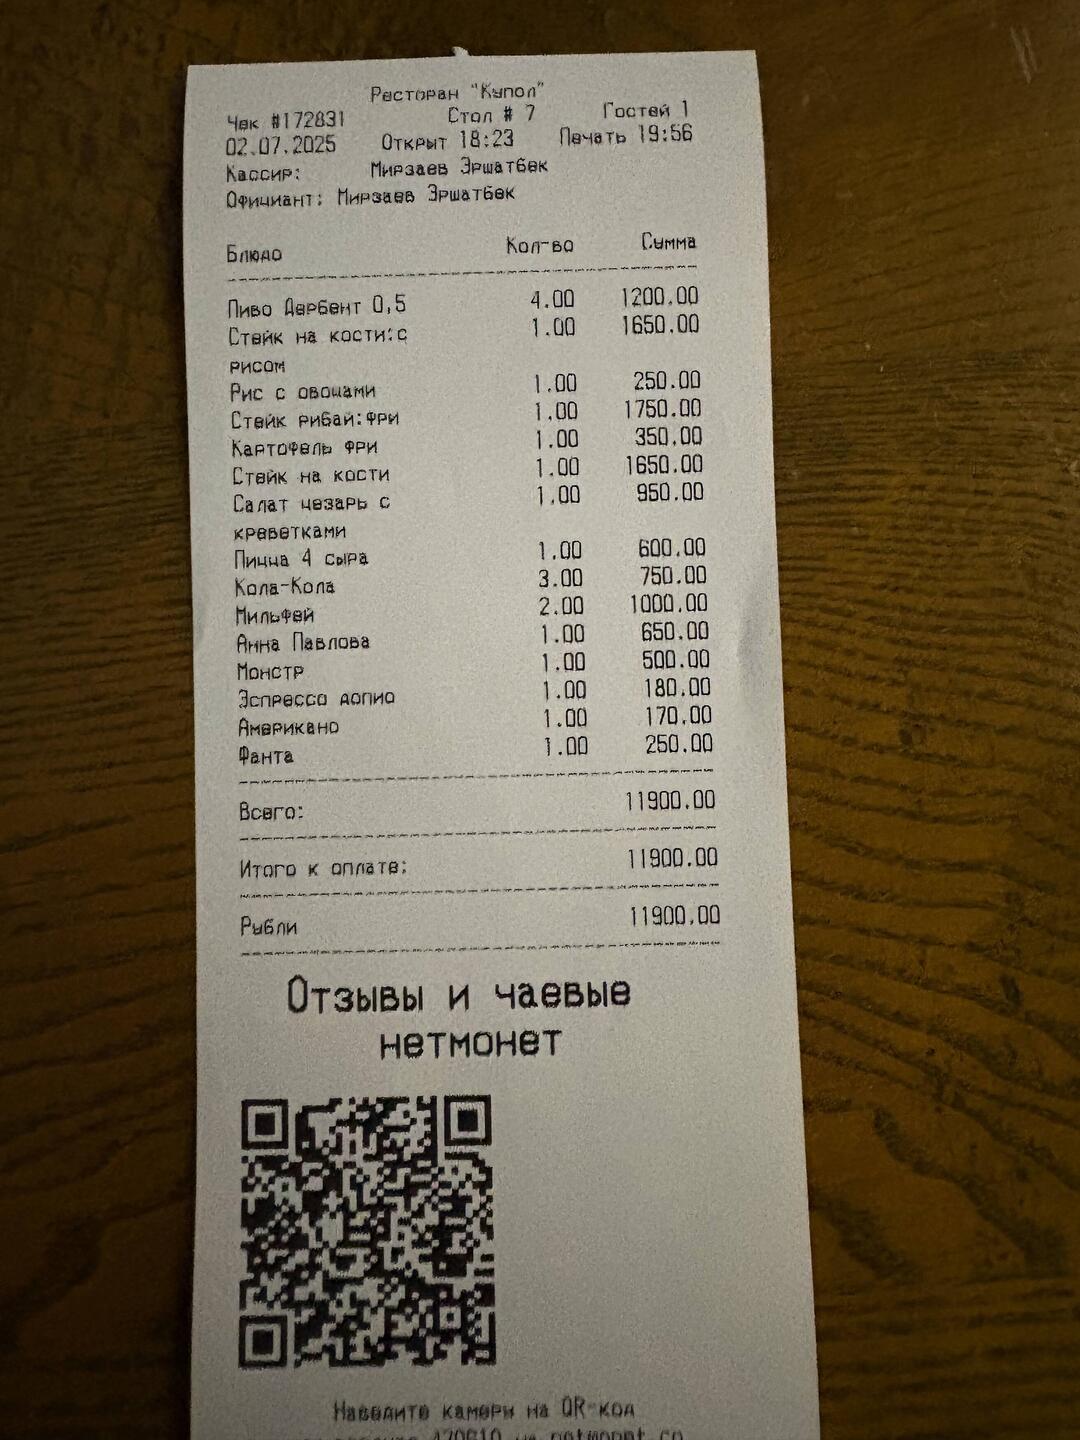 Ресторан "Купол"
Чек #172831 Стол # 7 Гостей 1
02.07.2025 Открыт 18:23 Печать 19:56
Кассир: Мирзаев Эршатбек
Официант: Мирзаев Эршатбек
Блюдо Кол-во Сумма
Пиво Дербент 0,5 4.00 1200.00
Стейк на кости:с 1.00 1650.00
рисом
Рис с овощами 1.00 250.00
Стейк рибай:фри 1.00 1750.00
Картофель фри 1.00 350.00
Стейк на кости 1.00 1650.00
Салат цезарь с 1.00 950.00
креветками
Пицца 4 сыра 1.00 600.00
Кола-Кола 3.00 750.00
Мильфей 2.00 1000.00
Анна Павлова 1.00 650.00
Монстр 1.00 500.00
Эспрессо допио 1.00 180.00
Американо 1.00 170.00
Фанта 1.00 250.00
Всего: 11900.00
Итого к оплате: 11900.00
Рубли 11900.00
Отзывы и чаевые
нетмонет
Наведите камеры на QR-код